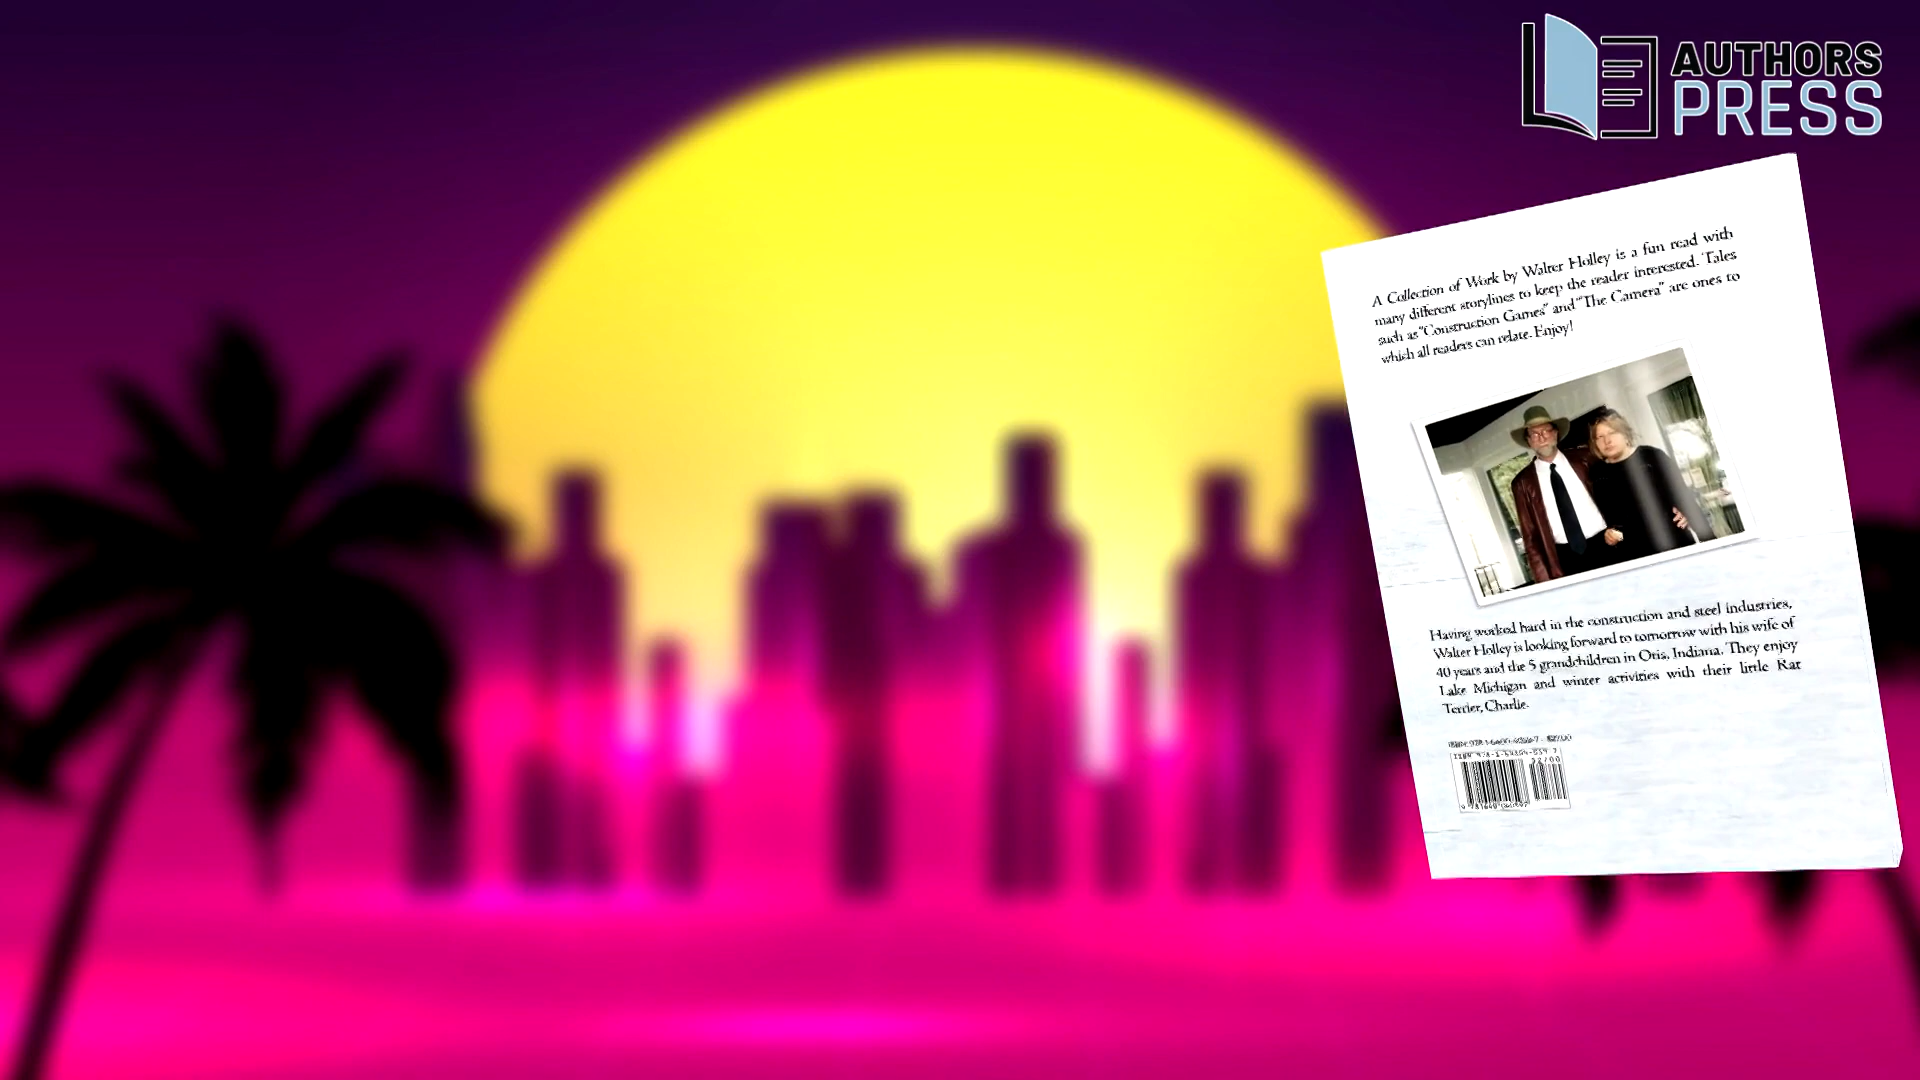 AUTHORS
PRESS
A Collection of Work by Walter Holley is a fun read with
many different storylines to keep the reader interested. Tales
such as "Construction Games" and "The Camera" are ones to
which all readers can relate. Enjoy!
Having worked hard in the construction and steel industries,
Walter Holley is looking forward to tomorrow with his wife of
40 years and the 5 grandchildren in Otis, Indiana. They enjoy
Lake Michigan and winter activities with their little Rat
Terrier, Charlie.